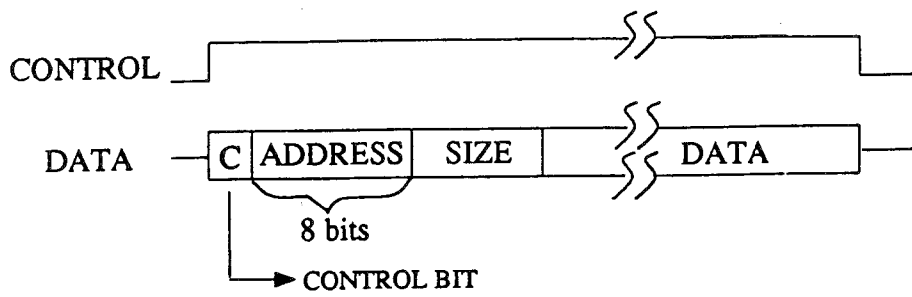 CONTROL
DATA C ADDRESS SIZE DATA
8 bits
CONTROL BIT